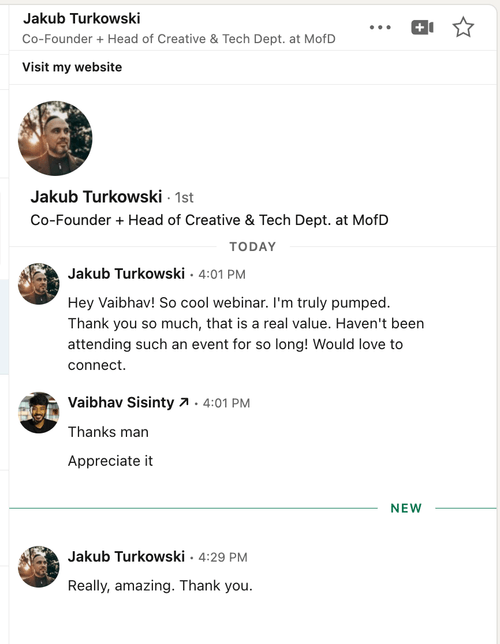 Jakub Turkowski
Co-Founder + Head of Creative & Tech Dept. at MofD
Visit my website
Jakub Turkowski · 1st
Co-Founder + Head of Creative & Tech Dept. at MofD
TODAY
Jakub Turkowski • 4:01 PM
Hey Vaibhav! So cool webinar. I'm truly pumped.
Thank you so much, that is a real value. Haven't been
attending such an event for so long! Would love to
connect.
Vaibhav Sisinty ↗ • 4:01 PM
Thanks man
Appreciate it
NEW
Jakub Turkowski • 4:29 PM
Really, amazing. Thank you.